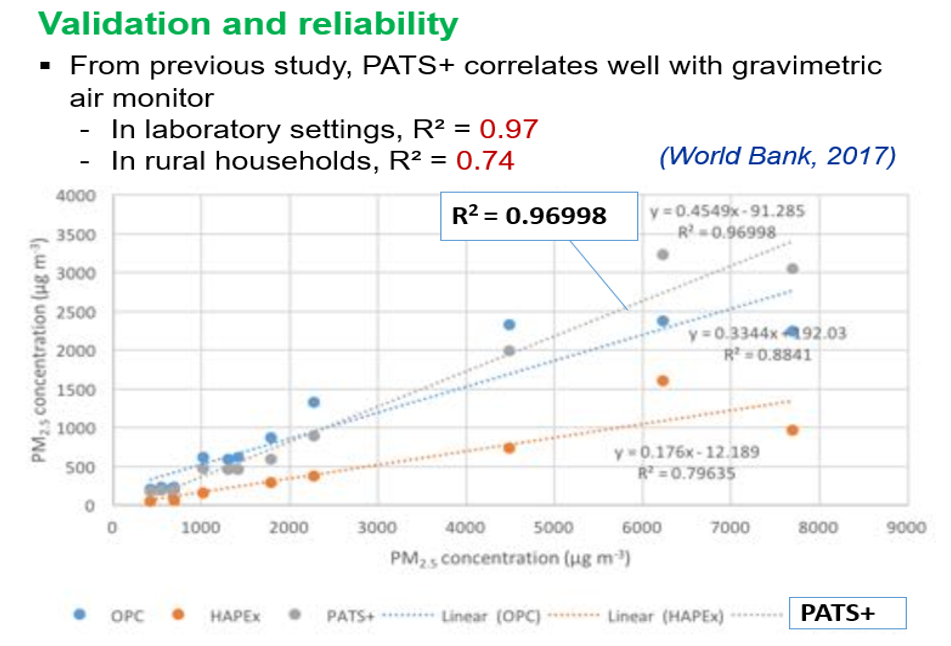 Validation and reliability
▪ From previous study, PATS+ correlates well with gravimetric
air monitor
- In laboratory settings, R² = 0.97
- In rural households, R² = 0.74
(World Bank, 2017)
R² = 0.96998
y = 0.4549x - 91.285
R² = 0.96998
y = 0.3344x + 192.03
R² = 0.8841
y = 0.176x - 12.189
R² = 0.79635
PM2.5 concentration (µg m⁻³)
4000
3500
3000
2500
2000
1500
1000
500
0
0 1000 2000 3000 4000 5000 6000 7000 8000 9000
PM2.5 concentration (µg m⁻³)
OPC HAPEx PATS+ Linear (OPC) Linear (HAPEx) PATS+